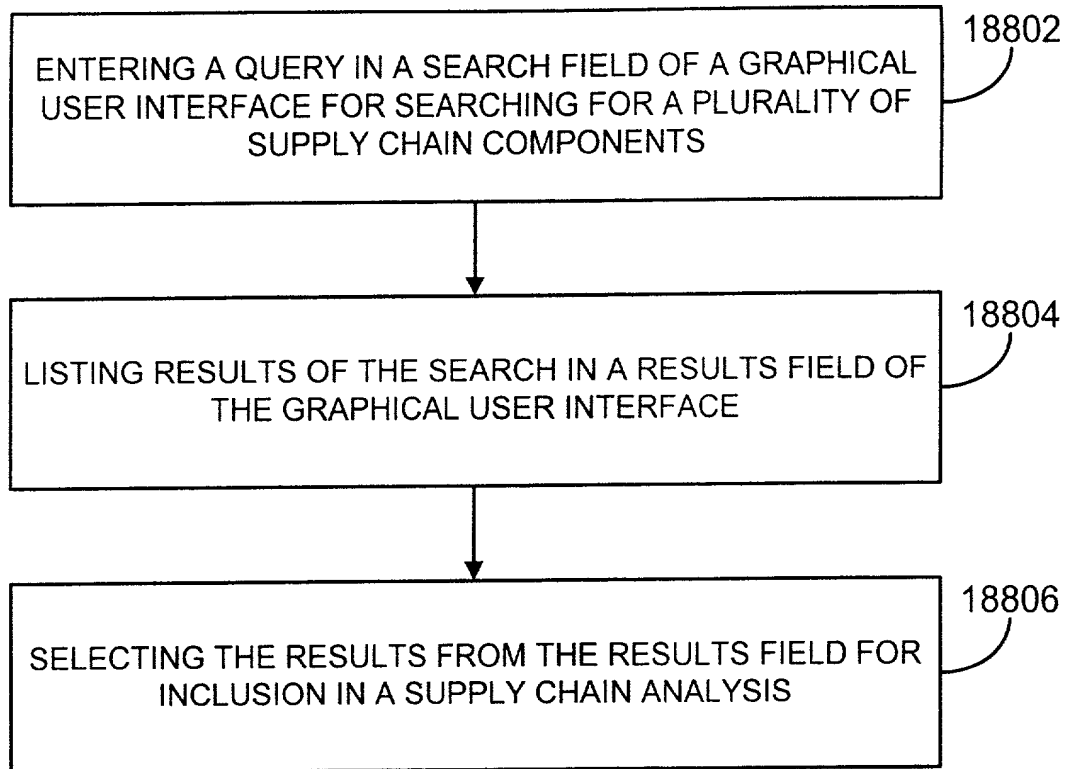 18802
ENTERING A QUERY IN A SEARCH FIELD OF A GRAPHICAL
USER INTERFACE FOR SEARCHING FOR A PLURALITY OF
SUPPLY CHAIN COMPONENTS
18804
LISTING RESULTS OF THE SEARCH IN A RESULTS FIELD OF
THE GRAPHICAL USER INTERFACE
18806
SELECTING THE RESULTS FROM THE RESULTS FIELD FOR
INCLUSION IN A SUPPLY CHAIN ANALYSIS